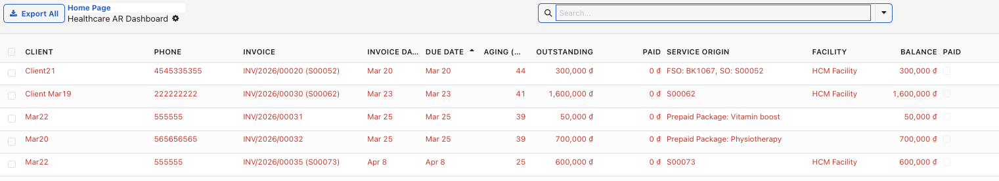 Export All
Home Page
Healthcare AR Dashboard
Search...
CLIENT PHONE INVOICE INVOICE DA... DUE DATE AGING (... OUTSTANDING PAID SERVICE ORIGIN FACILITY BALANCE PAID
Client21 4545335355 INV/2026/00020 (S00052) Mar 20 Mar 20 44 300,000 ₫ 0 ₫ FSO: BK1067, SO: S00052 HCM Facility 300,000 ₫
Client Mar19 222222222 INV/2026/00030 (S00062) Mar 23 Mar 23 41 1,600,000 ₫ 0 ₫ S00062 HCM Facility 1,600,000 ₫
Mar22 555555 INV/2026/00031 Mar 25 Mar 25 39 50,000 ₫ 0 ₫ Prepaid Package: Vitamin boost 50,000 ₫
Mar20 565656565 INV/2026/00032 Mar 25 Mar 25 39 700,000 ₫ 0 ₫ Prepaid Package: Physiotherapy 700,000 ₫
Mar22 555555 INV/2026/00035 (S00073) Apr 8 Apr 8 25 600,000 ₫ 0 ₫ S00073 HCM Facility 600,000 ₫